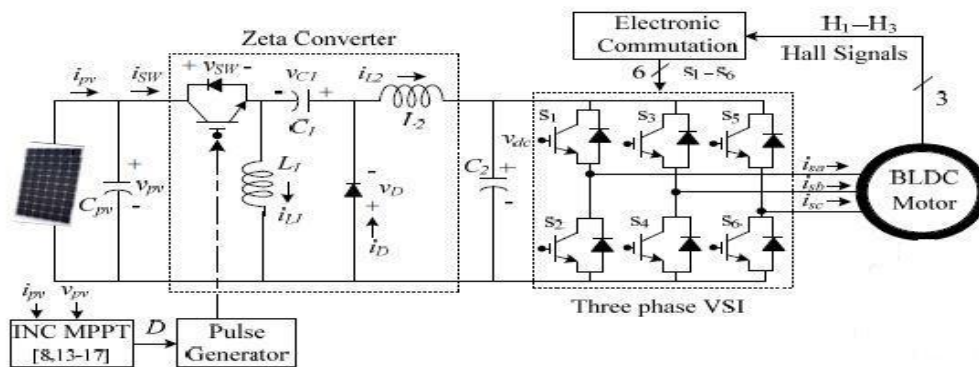 Zeta Converter
Electronic
Commutation
H1–H3
Hall Signals
3
6
s1–s6
ipv
iSW
+ vSW -
vC1
- +
C1
iL2
L2
L1
iL1
- vD +
iD
Cpv
+ vpv -
C2
+ vdc -
s1
s3
s5
s2
s4
s6
isa
isb
isc
BLDC
Motor
Three phase VSI
ipv
vpv
INC MPPT
[8,13-17]
D
Pulse
Generator